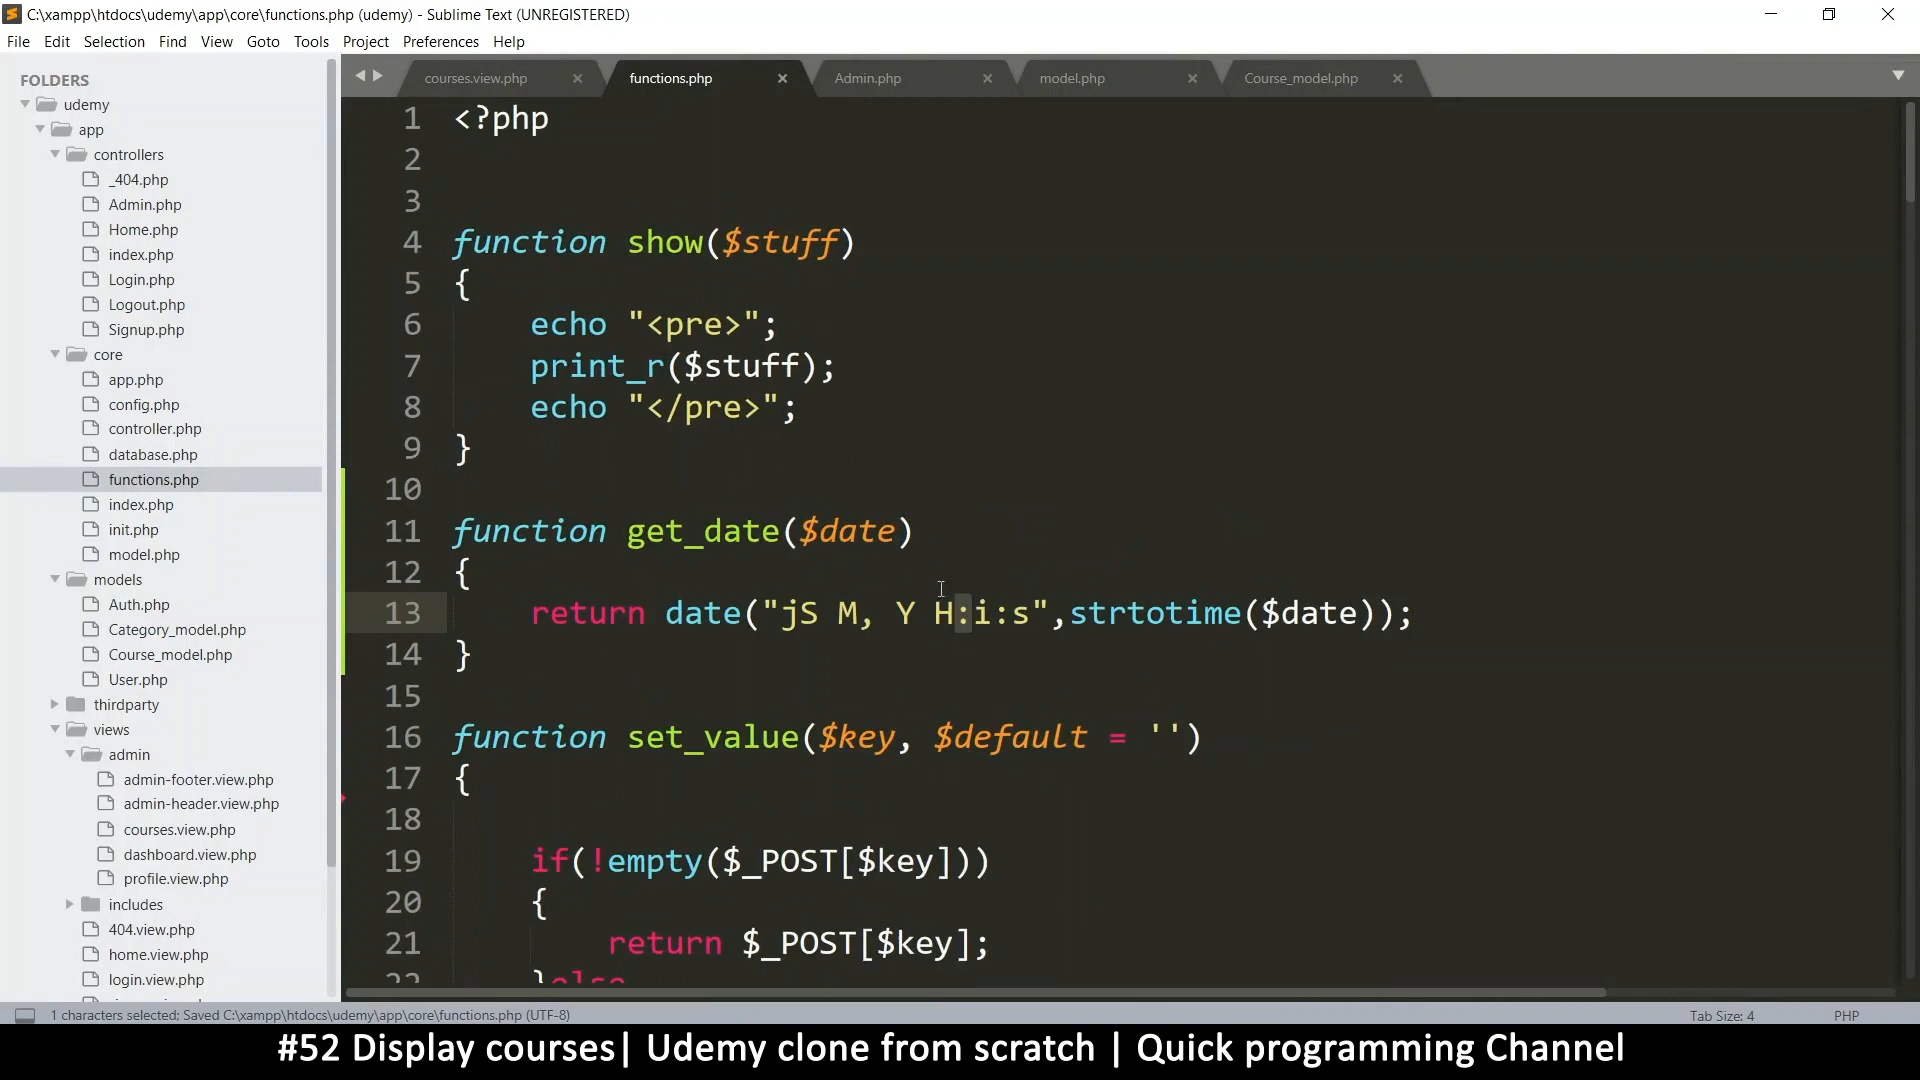 C:\xampp\htdocs\udemy\app\core\functions.php (udemy) - Sublime Text (UNREGISTERED)
File Edit Selection Find View Goto Tools Project Preferences Help
FOLDERS
udemy
app
controllers
_404.php
Admin.php
Home.php
index.php
Login.php
Logout.php
Signup.php
core
app.php
config.php
controller.php
database.php
functions.php
index.php
init.php
model.php
models
Auth.php
Category_model.php
Course_model.php
User.php
thirdparty
views
admin
admin-footer.view.php
admin-header.view.php
courses.view.php
dashboard.view.php
profile.view.php
includes
404.view.php
home.view.php
login.view.php
courses.view.php functions.php Admin.php model.php Course_model.php
1 <?php
2
3
4 function show($stuff)
5 {
6 echo "<pre>";
7 print_r($stuff);
8 echo "</pre>";
9 }
10
11 function get_date($date)
12 {
13 return date("jS M, Y H:i:s",strtotime($date));
14 }
15
16 function set_value($key, $default = '')
17 {
18
19 if(!empty($_POST[$key]))
20 {
21 return $_POST[$key];
22 }else
1 characters selected; Saved C:\xampp\htdocs\udemy\app\core\functions.php (UTF-8) Tab Size: 4 PHP
#52 Display courses| Udemy clone from scratch | Quick programming Channel